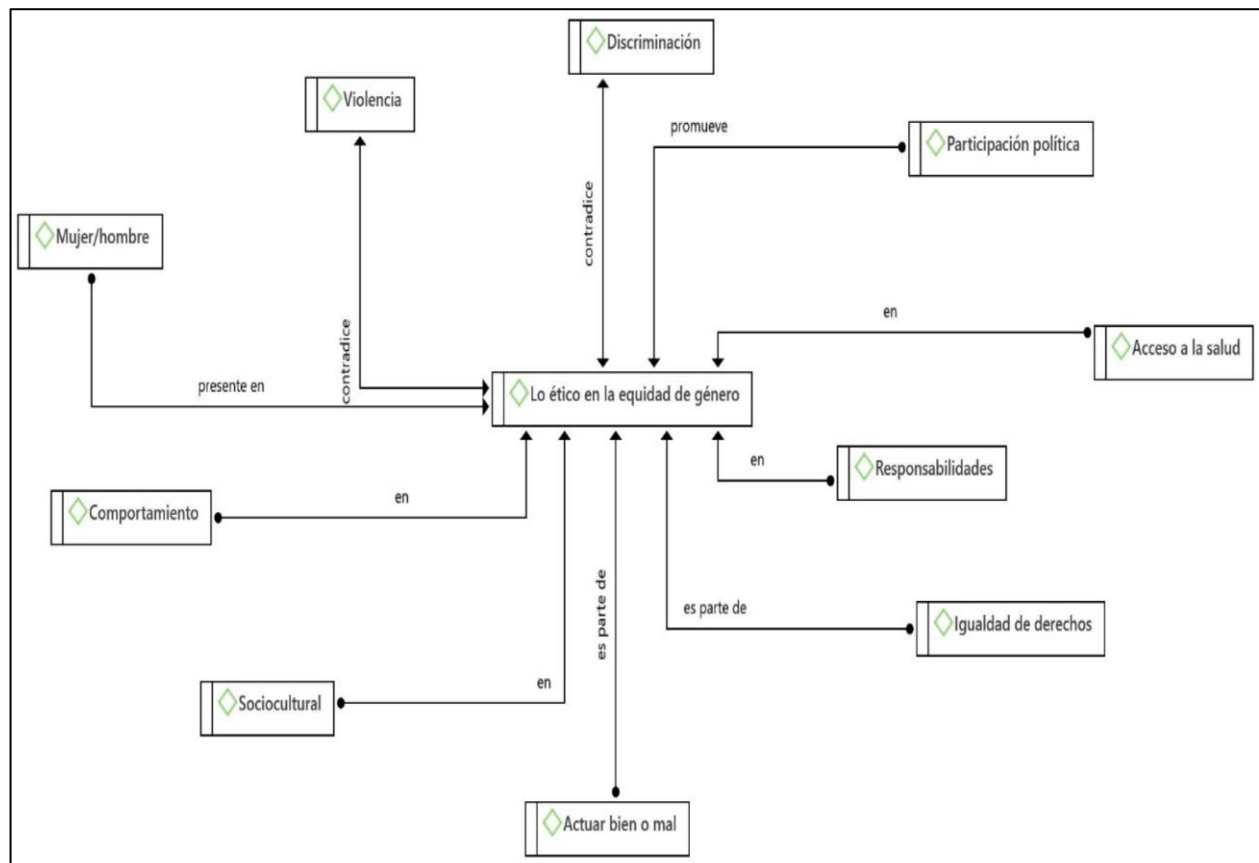 Discriminación
Violencia
promueve
Participación política
contradice
Mujer/hombre
en
Acceso a la salud
contradice
presente en
Lo ético en la equidad de género
en
Responsabilidades
Comportamiento
en
es parte de
es parte de
Igualdad de derechos
en
Sociocultural
Actuar bien o mal